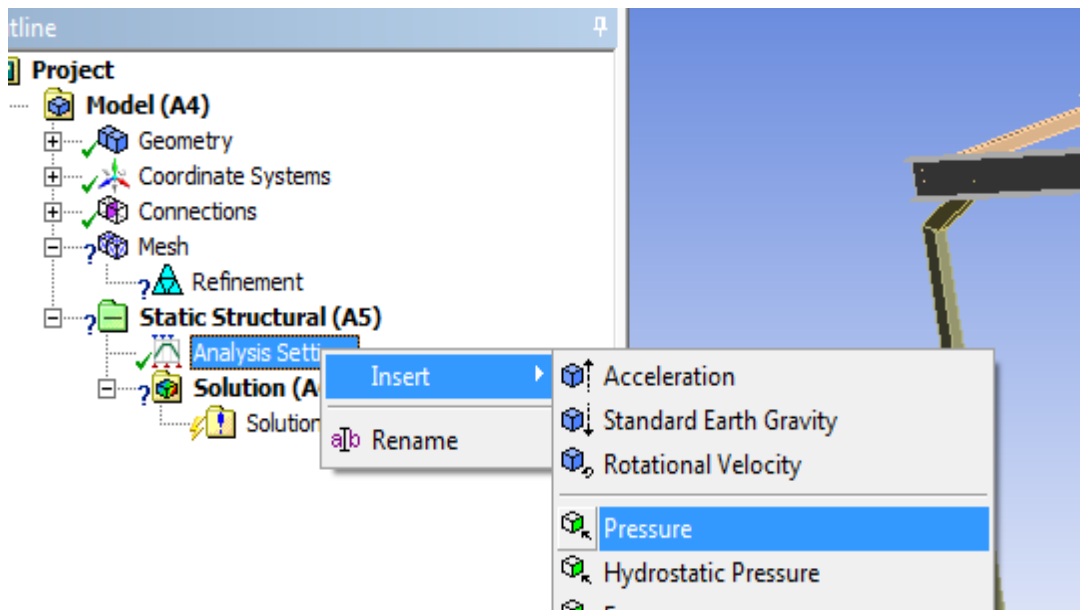 tline
Project
Model (A4)
Geometry
Coordinate Systems
Connections
Mesh
Refinement
Static Structural (A5)
Analysis Setti
Solution (A
Solution
Insert
Rename
Acceleration
Standard Earth Gravity
Rotational Velocity
Pressure
Hydrostatic Pressure